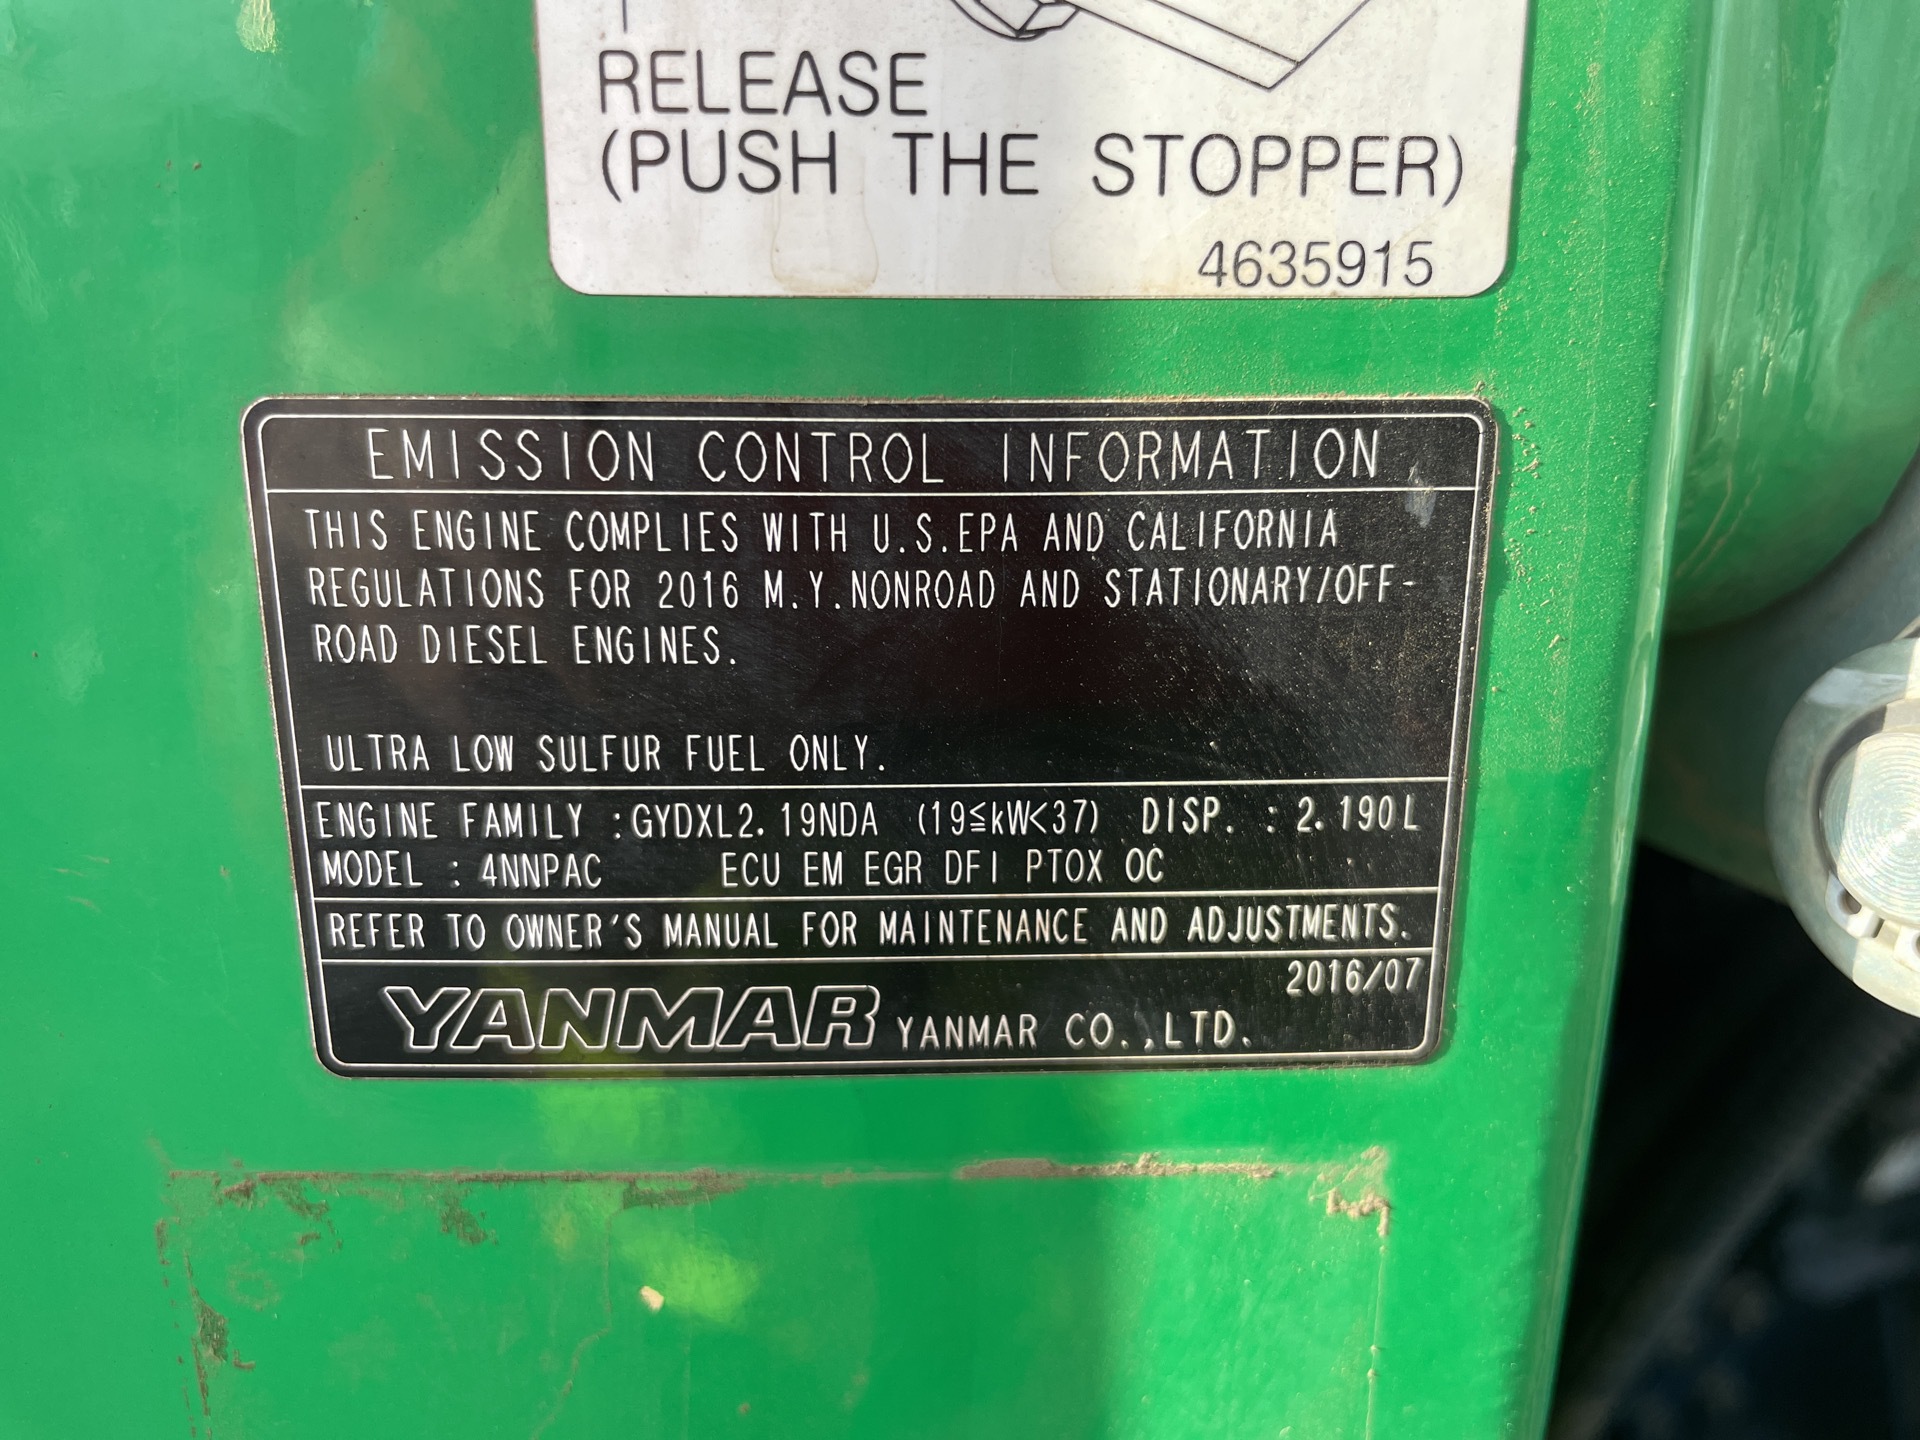 RELEASE
(PUSH THE STOPPER)
4635915
EMISSION CONTROL INFORMATION
THIS ENGINE COMPLIES WITH U.S.EPA AND CALIFORNIA
REGULATIONS FOR 2016 M.Y.NONROAD AND STATIONARY/OFF-
ROAD DIESEL ENGINES.
ULTRA LOW SULFUR FUEL ONLY.
ENGINE FAMILY :GYDXL2.19NDA (19≦kW<37) DISP. : 2.190L
MODEL : 4NNPAC ECU EM EGR DFI PTOX OC
REFER TO OWNER'S MANUAL FOR MAINTENANCE AND ADJUSTMENTS.
2016/07
YANMAR YANMAR CO.,LTD.